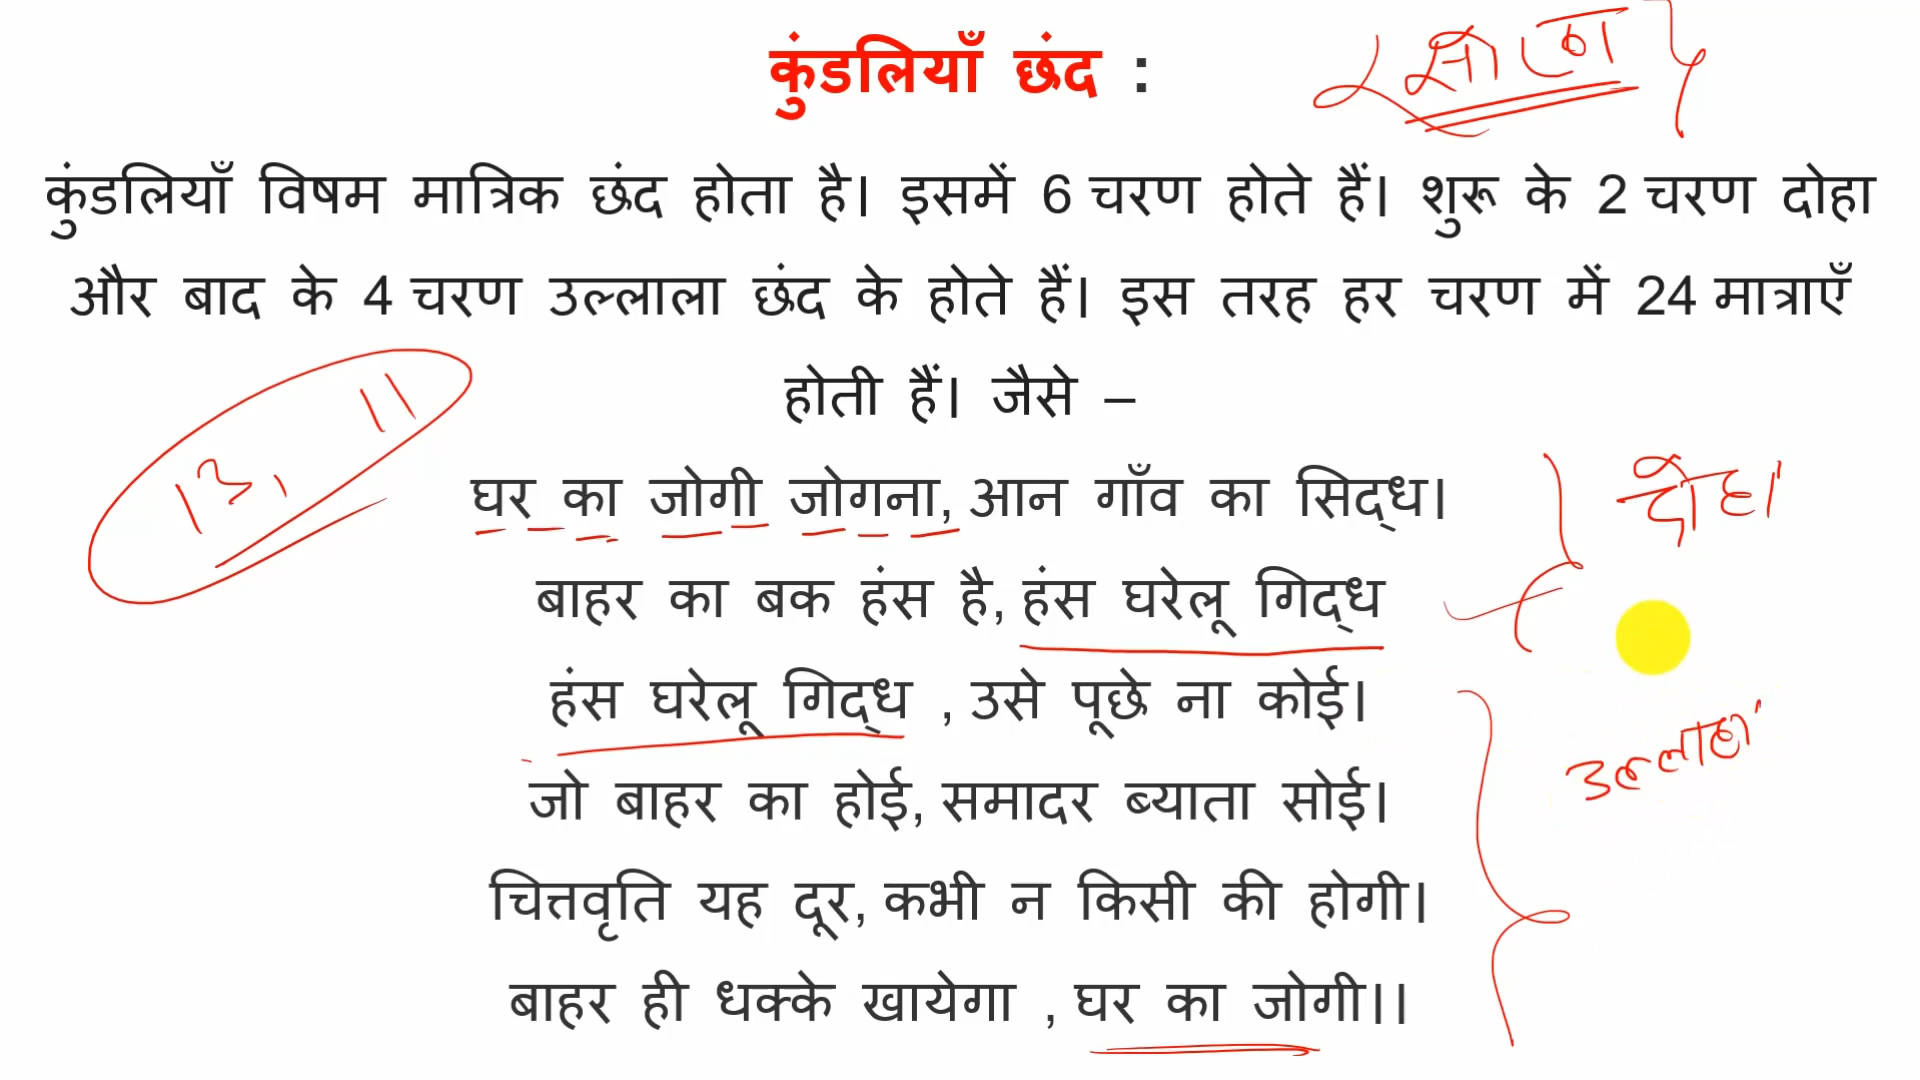 कुंडलियाँ छंद :
कुंडलियाँ विषम मात्रिक छंद होता है। इसमें 6 चरण होते हैं। शुरू के 2 चरण दोहा
और बाद के 4 चरण उल्लाला छंद के होते हैं। इस तरह हर चरण में 24 मात्राएँ
होती हैं। जैसे –
13, 11
घर का जोगी जोगना, आन गाँव का सिद्ध।
दोहा
बाहर का बक हंस है, हंस घरेलू गिद्ध
हंस घरेलू गिद्ध , उसे पूछे ना कोई।
जो बाहर का होई, समादर ब्याता सोई।
चित्तवृति यह दूर, कभी न किसी की होगी।
बाहर ही धक्के खायेगा , घर का जोगी।।